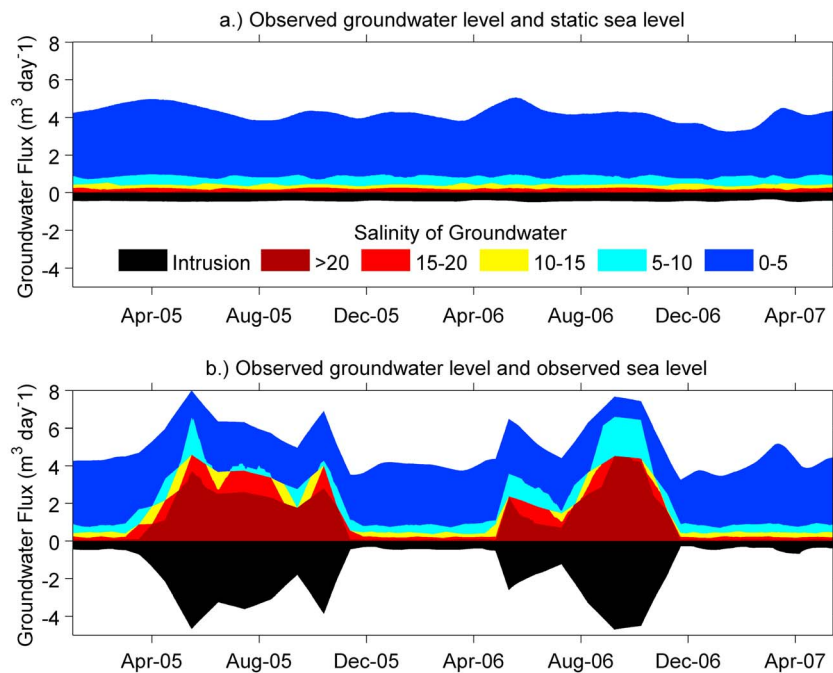 a.) Observed groundwater level and static sea level
Groundwater Flux (m³ day⁻¹)
8
6
4
2
0
-2
-4
Salinity of Groundwater
Intrusion >20 15-20 10-15 5-10 0-5
Apr-05 Aug-05 Dec-05 Apr-06 Aug-06 Dec-06 Apr-07
b.) Observed groundwater level and observed sea level
Groundwater Flux (m³ day⁻¹)
8
6
4
2
0
-2
-4
Apr-05 Aug-05 Dec-05 Apr-06 Aug-06 Dec-06 Apr-07